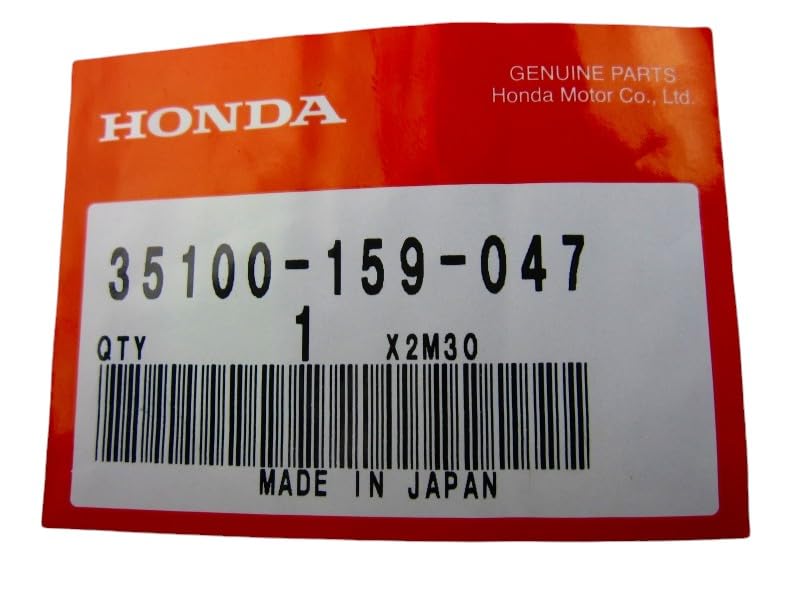 HONDA
GENUINE PARTS
Honda Motor Co., Ltd.
35100-159-047
QTY 1 X2M30
MADE IN JAPAN